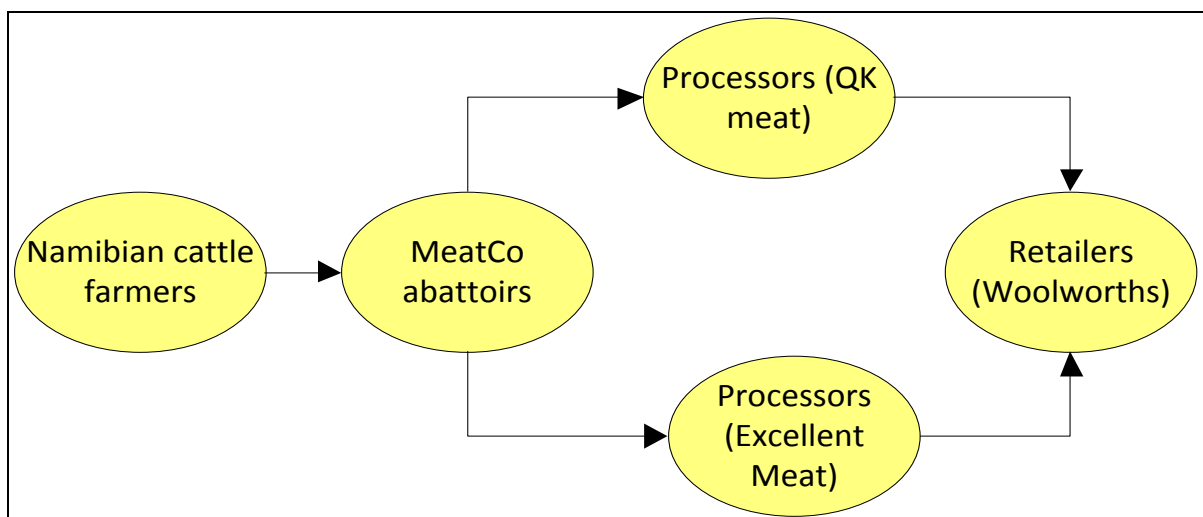 Namibian cattle
farmers
MeatCo
abattoirs
Processors (QK
meat)
Processors
(Excellent
Meat)
Retailers
(Woolworths)